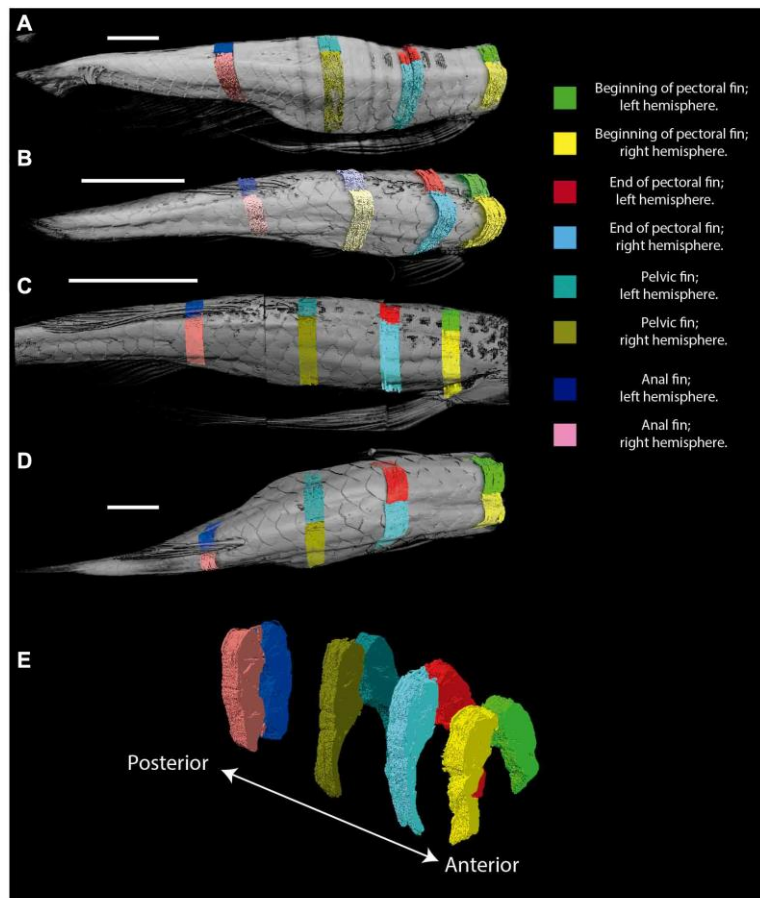 A
B
C
D
E
Beginning of pectoral fin;
left hemisphere.
Beginning of pectoral fin;
right hemisphere.
End of pectoral fin;
left hemisphere.
End of pectoral fin;
right hemisphere.
Pelvic fin;
left hemisphere.
Pelvic fin;
right hemisphere.
Anal fin;
left hemisphere.
Anal fin;
right hemisphere.
Posterior
Anterior